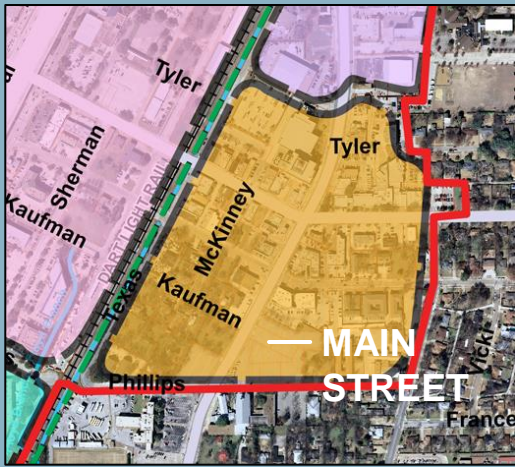 Tyler
Tyler
Sherman
McKinney
Kaufman
DART LIGHT RAIL
Kaufman
Texas
MAIN
STREET
Phillips
France